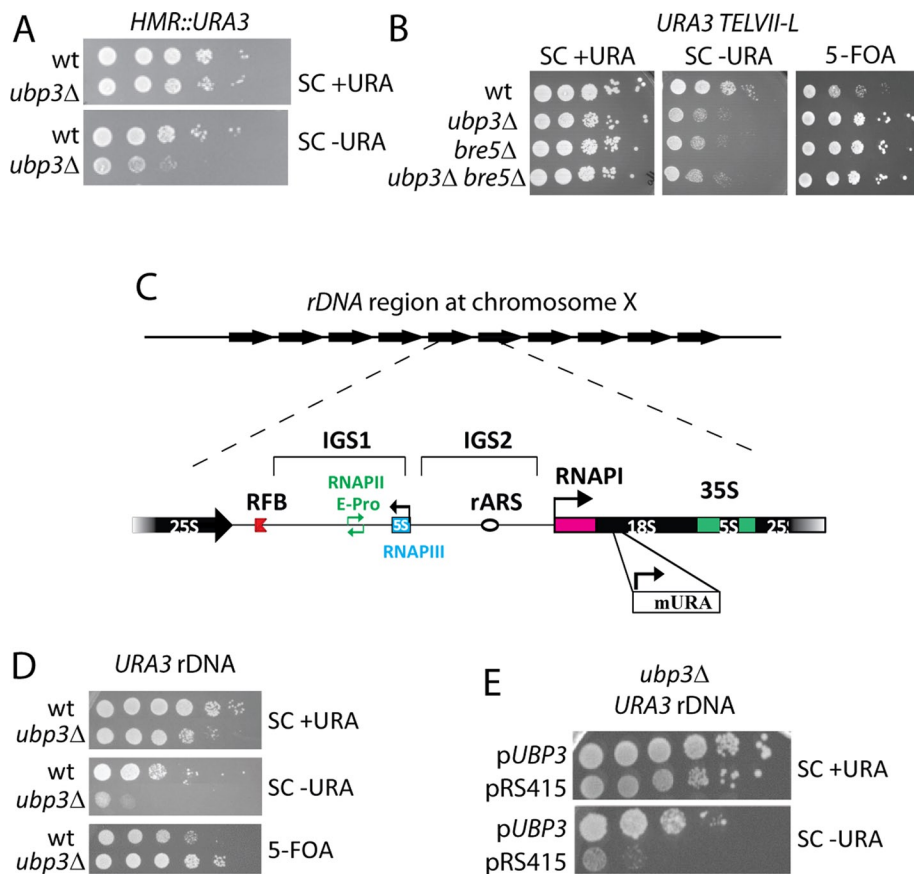 A
HMR::URA3
wt
ubp3Δ
SC +URA
wt
ubp3Δ
SC -URA
B
URA3 TELVII-L
SC +URA
SC -URA
5-FOA
wt
ubp3Δ
bre5Δ
ubp3Δ bre5Δ
C
rDNA region at chromosome X
IGS1
IGS2
RNAPII
E-Pro
RFB
rARS
RNAPI
35S
25S
5S
18S
5S
25S
RNAPIII
mURA
D
URA3 rDNA
wt
ubp3Δ
SC +URA
wt
ubp3Δ
SC -URA
wt
ubp3Δ
5-FOA
E
ubp3Δ
URA3 rDNA
pUBP3
pRS415
SC +URA
pUBP3
pRS415
SC -URA